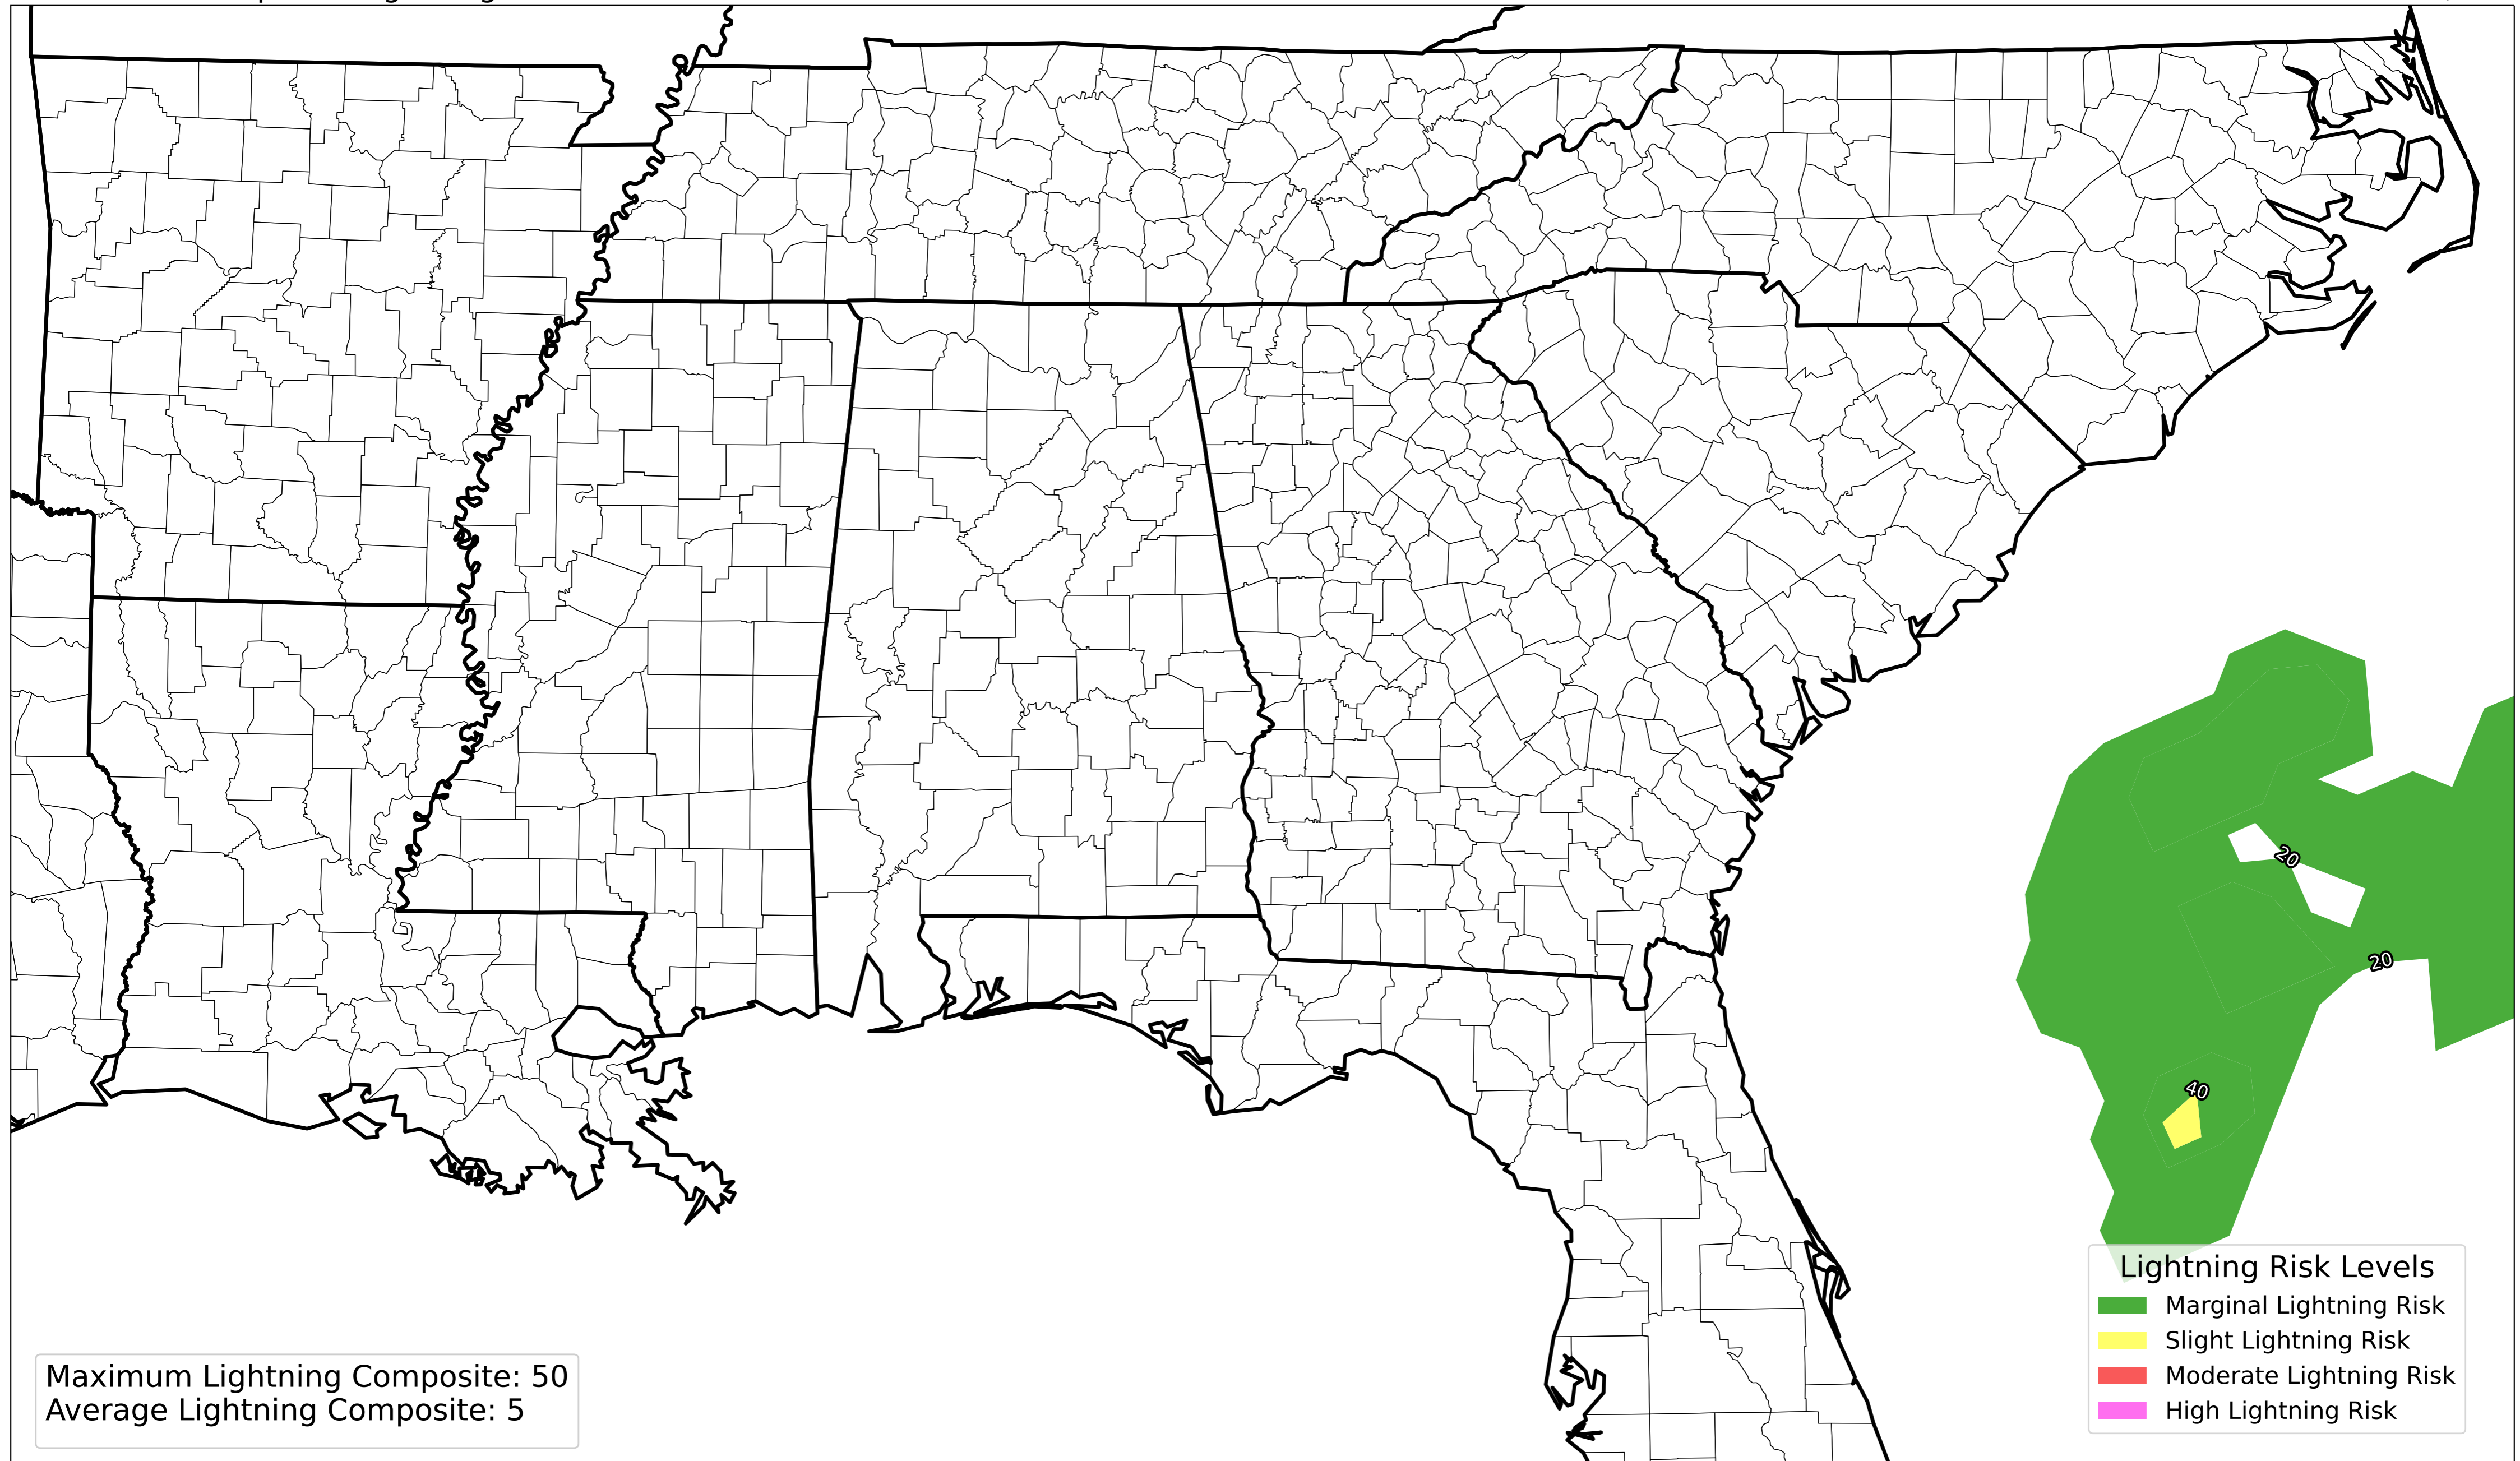 20
20
40
Lightning Risk Levels
Marginal Lightning Risk
Slight Lightning Risk
Moderate Lightning Risk
High Lightning Risk
Maximum Lightning Composite: 50
Average Lightning Composite: 5